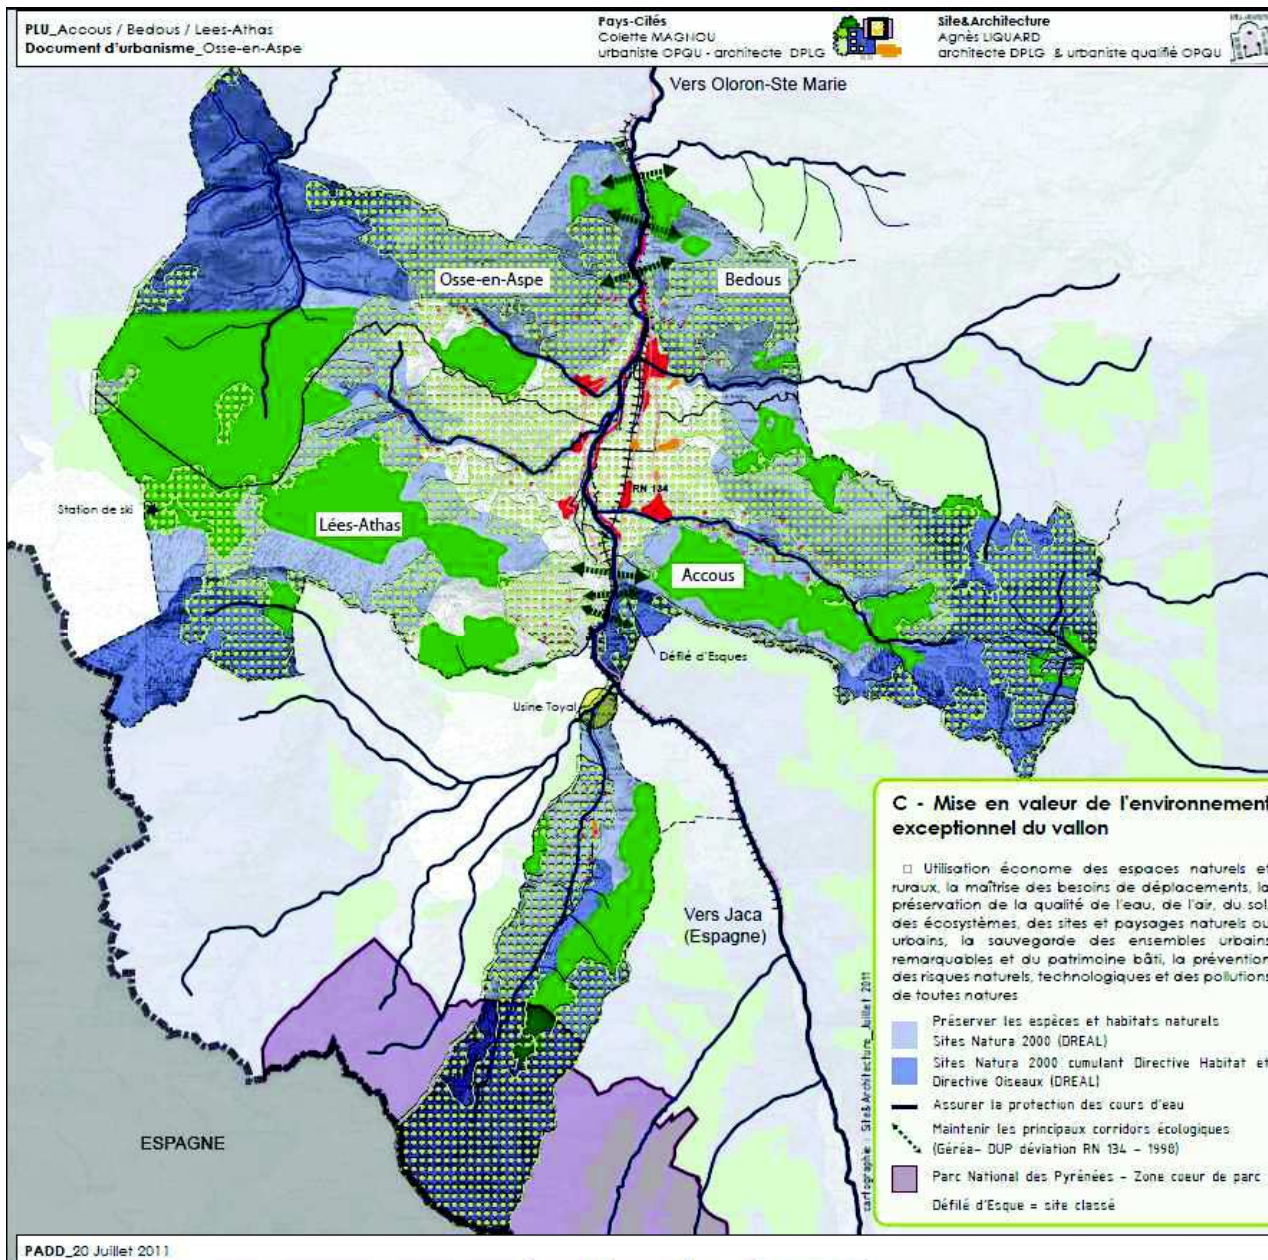 PLU_Accous / Bedous / Lees-Athas
Document d'urbanisme_Osse-en-Aspe
Pays-Cités
Colette MAGNOU
urbaniste OPQU - architecte DPLG
Site&Architecture
Agnès LIQUARD
architecte DPLG & urbaniste qualifié OPQU
Vers Oloron-Ste Marie
Osse-en-Aspe
Bedous
RN 134
Station de ski
Lées-Athas
Accous
Défilé d'Esques
Usine Toyal
Vers Jaca
(Espagne)
ESPAGNE
cartographie : Site&Architecture_Juillet 2011
C - Mise en valeur de l'environnement
exceptionnel du vallon
□ Utilisation économe des espaces naturels et
ruraux, la maîtrise des besoins de déplacements, la
préservation de la qualité de l'eau, de l'air, du sol
des écosystèmes, des sites et paysages naturels ou
urbains, la sauvegarde des ensembles urbains
remarquables et du patrimoine bâti, la prévention
des risques naturels, technologiques et des pollutions
de toutes natures
Préserver les espèces et habitats naturels
Sites Natura 2000 (DREAL)
Sites Natura 2000 cumulant Directive Habitat et
Directive Oiseaux (DREAL)
Assurer la protection des cours d'eau
Maintenir les principaux corridors écologiques
(Géréa- DUP déviation RN 134 - 1998)
Parc National des Pyrénées - Zone coeur de parc
Défilé d'Esque = site classé
PADD_20 Juillet 2011